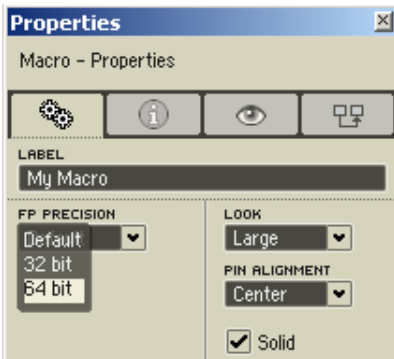 Properties
Macro – Properties
LABEL
My Macro
FP PRECISION
Default
32 bit
64 bit
LOOK
Large
PIN ALIGNMENT
Center
Solid